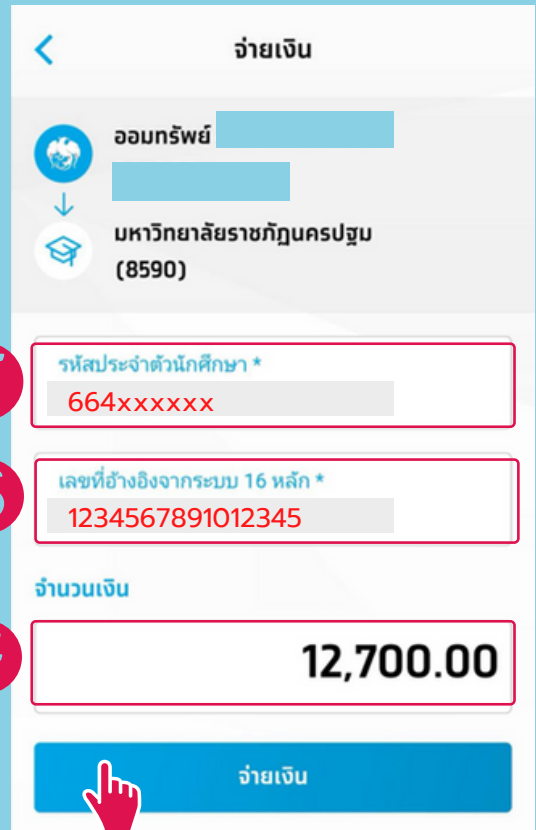 จ่ายเงิน
ออมทรัพย์
มหาวิทยาลัยราชภัฏนครปฐม
(8590)
รหัสประจำตัวนักศึกษา *
664xxxxxx
เลขที่อ้างอิงจากระบบ 16 หลัก *
1234567891012345
จำนวนเงิน
12,700.00
จ่ายเงิน